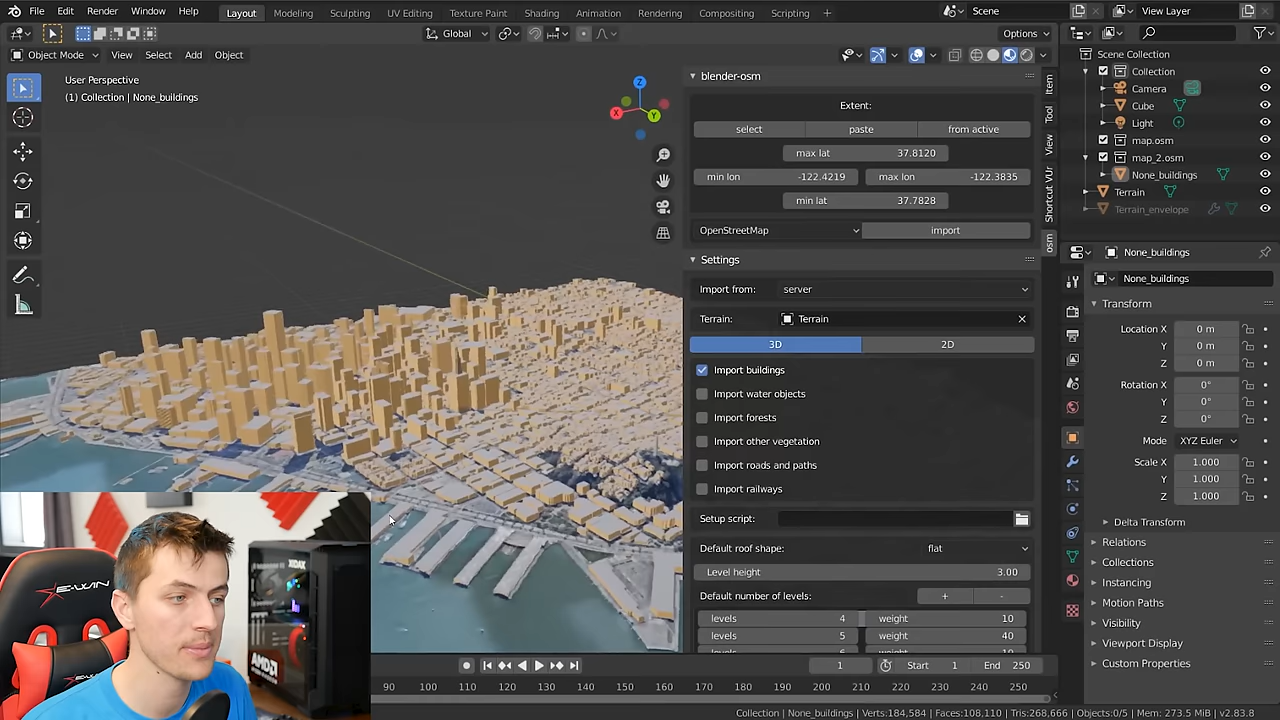 File Edit Render Window Help Layout Modeling Sculpting UV Editing Texture Paint Shading Animation Rendering Compositing Scripting + Scene View Layer
Global Options
Object Mode View Select Add Object
User Perspective
(1) Collection | None_buildings
Z
X
Y
blender-osm
Extent:
select paste from active
max lat 37.8120
min lon -122.4219 max lon -122.3835
min lat 37.7828
OpenStreetMap import
Settings
Import from: server
Terrain: Terrain
3D 2D
Import buildings
Import water objects
Import forests
Import other vegetation
Import roads and paths
Import railways
Setup script:
Default roof shape: flat
Level height 3.00
Default number of levels: + -
levels 4 weight 10
levels 5 weight 40
Item
Tool
View
Shortcut VUr
osm
Scene Collection
Collection
Camera
Cube
Light
map.osm
map_2.osm
None_buildings
Terrain
Terrain_envelope
None_buildings
None_buildings
Transform
Location X 0 m
Y 0 m
Z 0 m
Rotation X 0°
Y 0°
Z 0°
Mode XYZ Euler
Scale X 1.000
Y 1.000
Z 1.000
Delta Transform
Relations
Collections
Instancing
Motion Paths
Visibility
Viewport Display
Custom Properties
E-WIN
XIDAX
AMD
1 Start 1 End 250
90 100 110 120 130 140 150 160 170 180 190 200 210 220 230 240 250
Collection | None_buildings | Verts:184,584 | Faces:108,110 | Tris:268,666 | Objects:0/5 | Mem: 273.5 MiB | v2.83.8